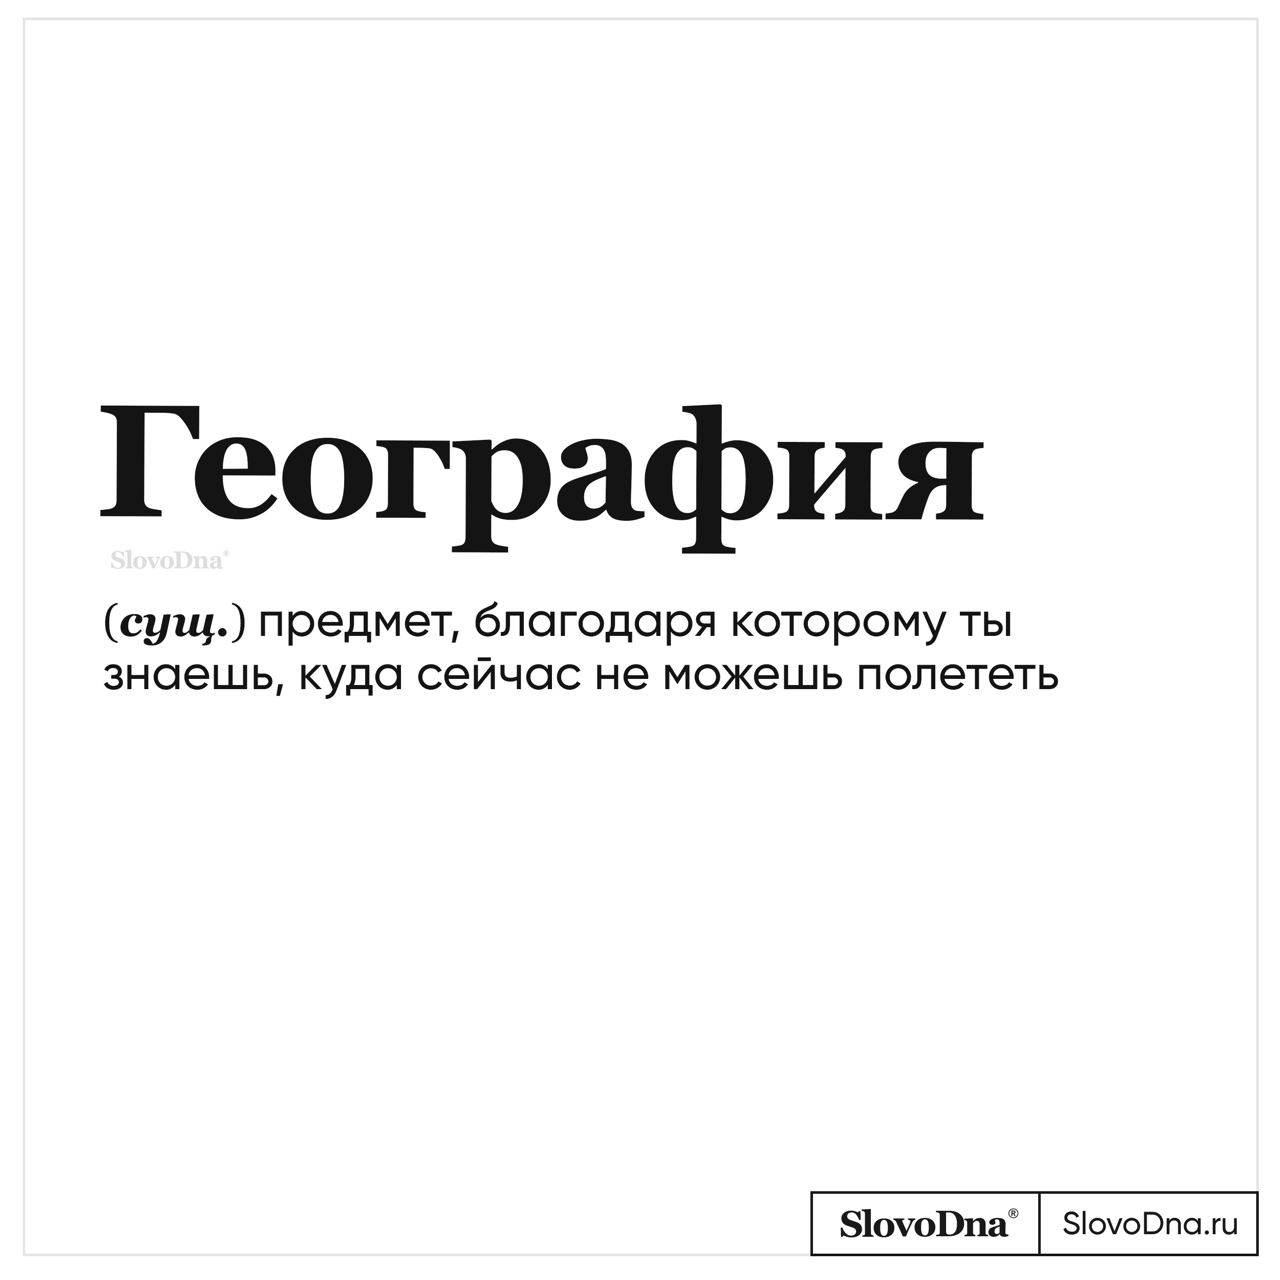 География
SlovoDna®
(сущ.) предмет, благодаря которому ты
знаешь, куда сейчас не можешь полететь
SlovoDna® SlovoDna.ru